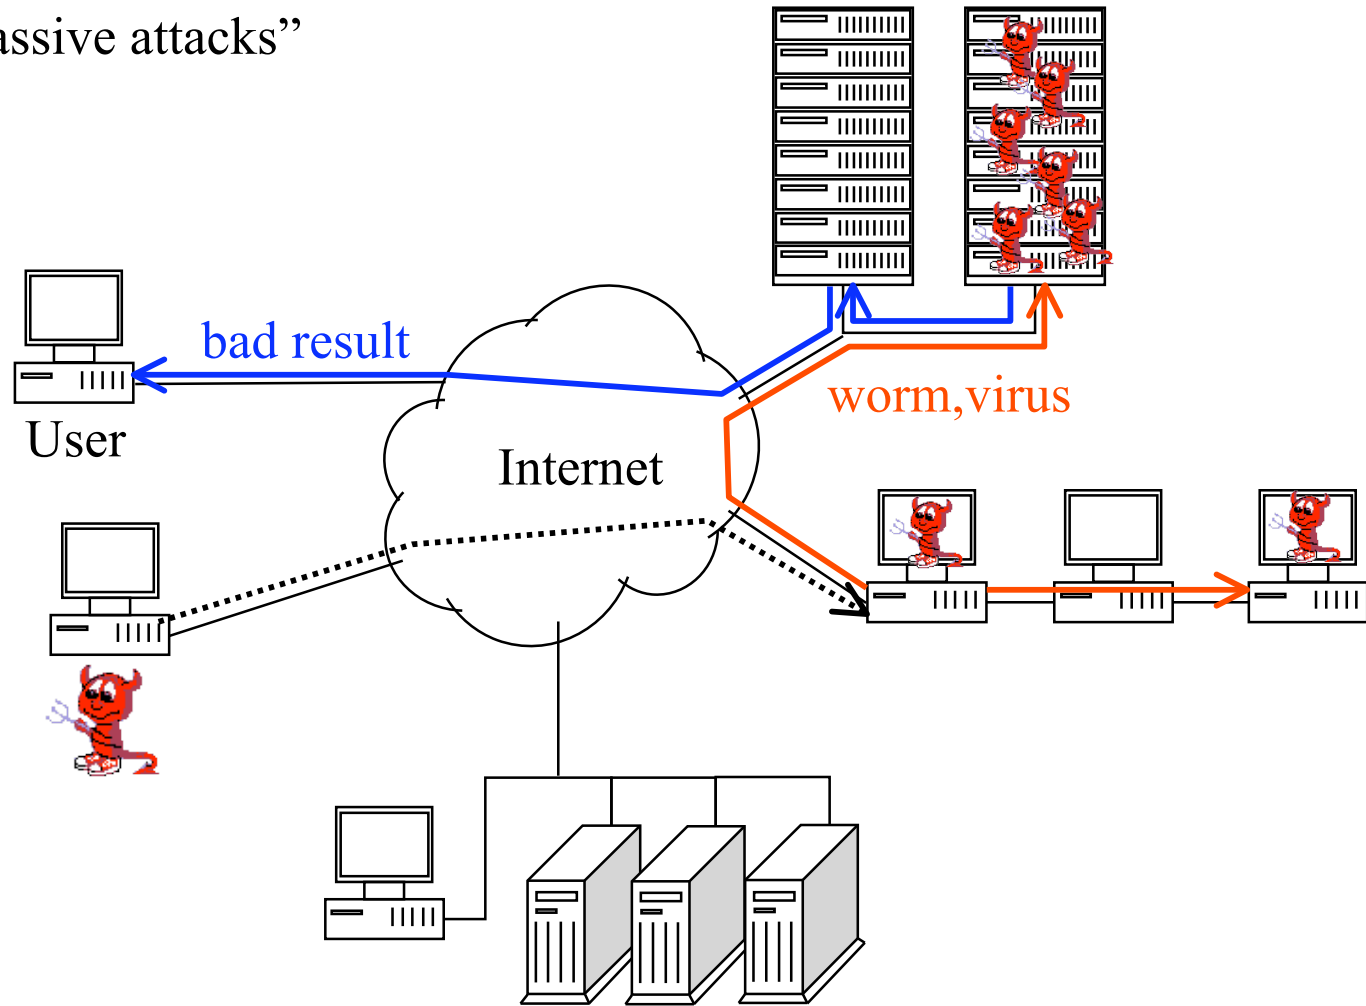 assive attacks”
bad result
worm,virus
User
Internet